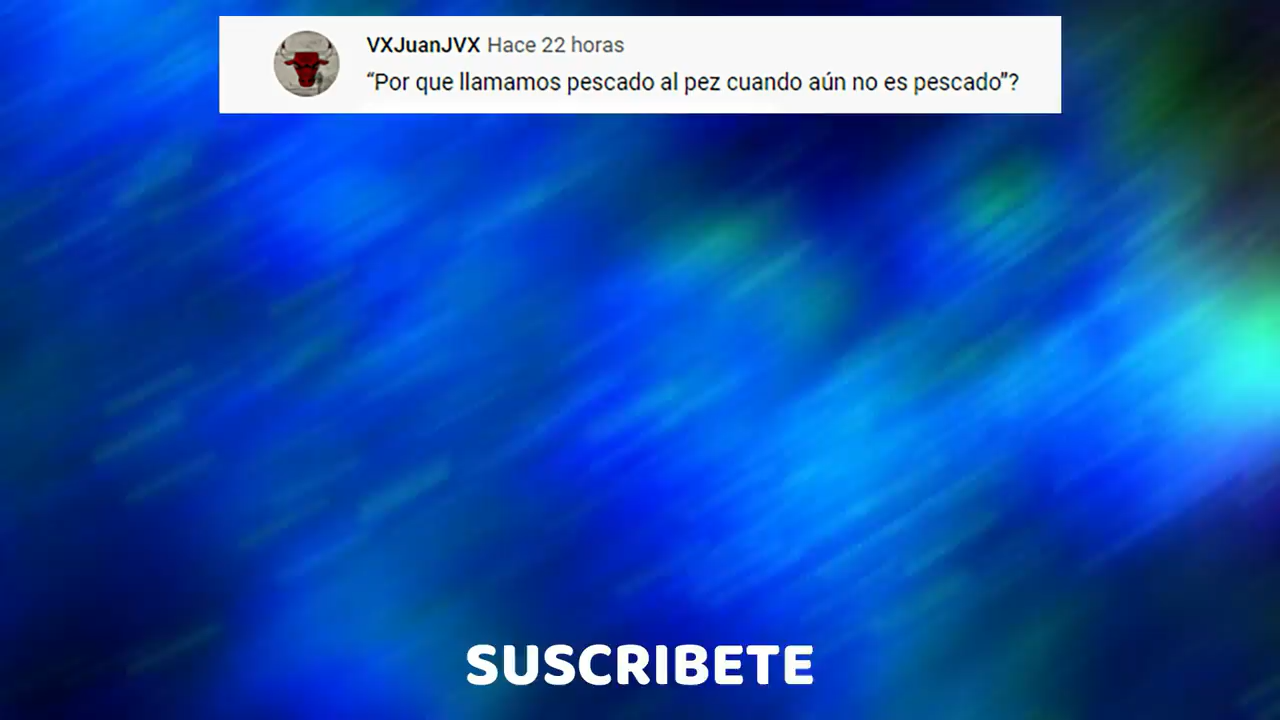 VXJuanJVX Hace 22 horas
“Por que llamamos pescado al pez cuando aún no es pescado”?
SUSCRIBETE